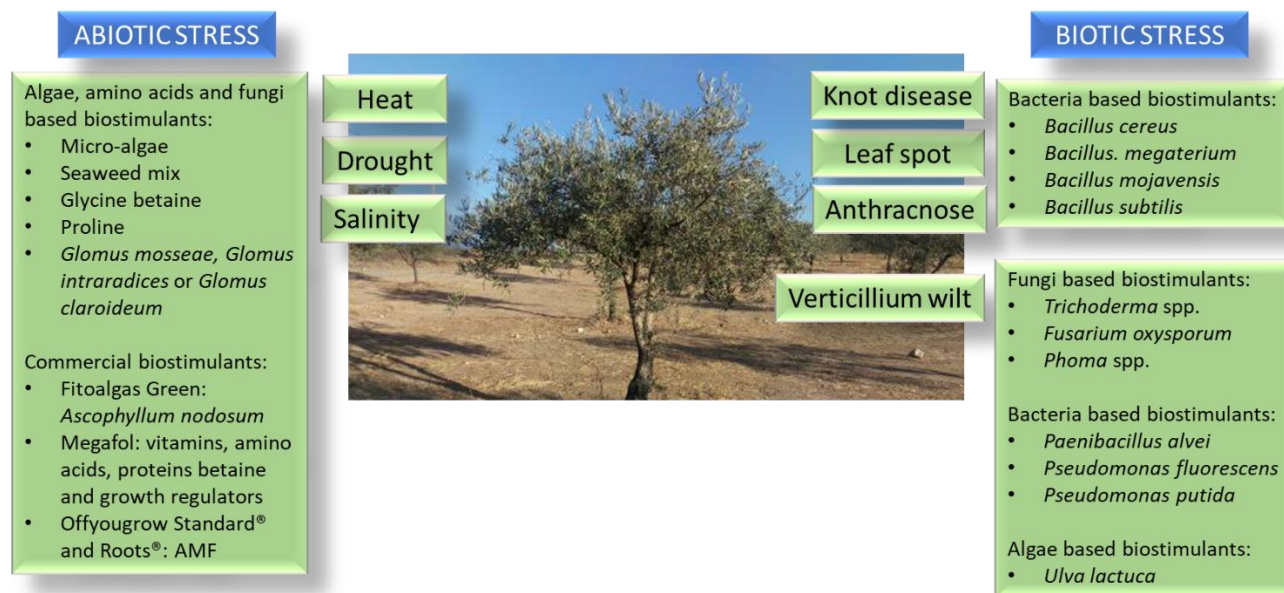 ABIOTIC STRESS
Algae, amino acids and fungi
based biostimulants:
• Micro-algae
• Seaweed mix
• Glycine betaine
• Proline
• Glomus mosseae, Glomus
intraradices or Glomus
claroideum
Commercial biostimulants:
• Fitoalgas Green:
Ascophyllum nodosum
• Megafol: vitamins, amino
acids, proteins betaine
and growth regulators
• Offyougrow Standard®
and Roots®: AMF
Heat
Drought
Salinity
Knot disease
Leaf spot
Anthracnose
Verticillium wilt
BIOTIC STRESS
Bacteria based biostimulants:
• Bacillus cereus
• Bacillus. megaterium
• Bacillus mojavensis
• Bacillus subtilis
Fungi based biostimulants:
• Trichoderma spp.
• Fusarium oxysporum
• Phoma spp.
Bacteria based biostimulants:
• Paenibacillus alvei
• Pseudomonas fluorescens
• Pseudomonas putida
Algae based biostimulants:
• Ulva lactuca